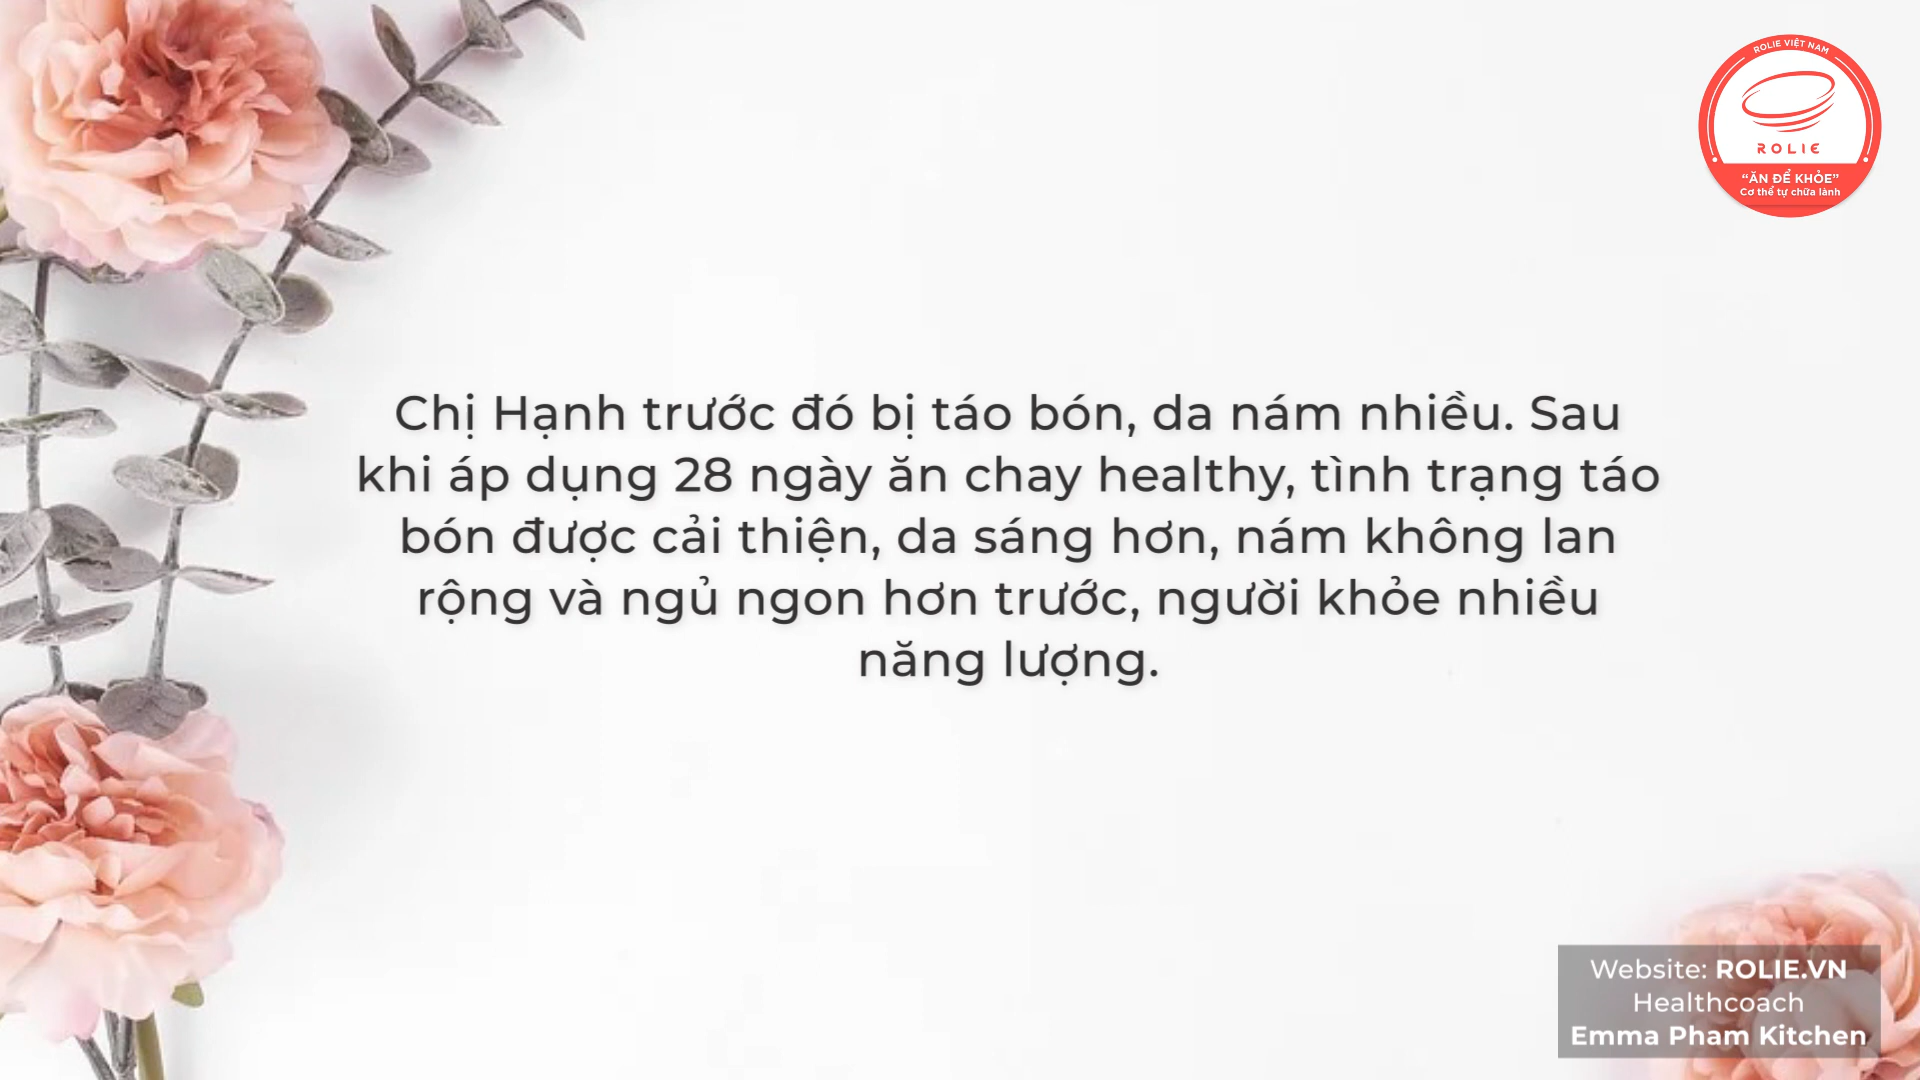 ROLIE VIỆT NAM
ROLIE
“ĂN ĐỂ KHỎE”
Cơ thể tự chữa lành
Chị Hạnh trước đó bị táo bón, da nám nhiều. Sau
khi áp dụng 28 ngày ăn chay healthy, tình trạng táo
bón được cải thiện, da sáng hơn, nám không lan
rộng và ngủ ngon hơn trước, người khỏe nhiều
năng lượng.
Website: ROLIE.VN
Healthcoach
Emma Pham Kitchen